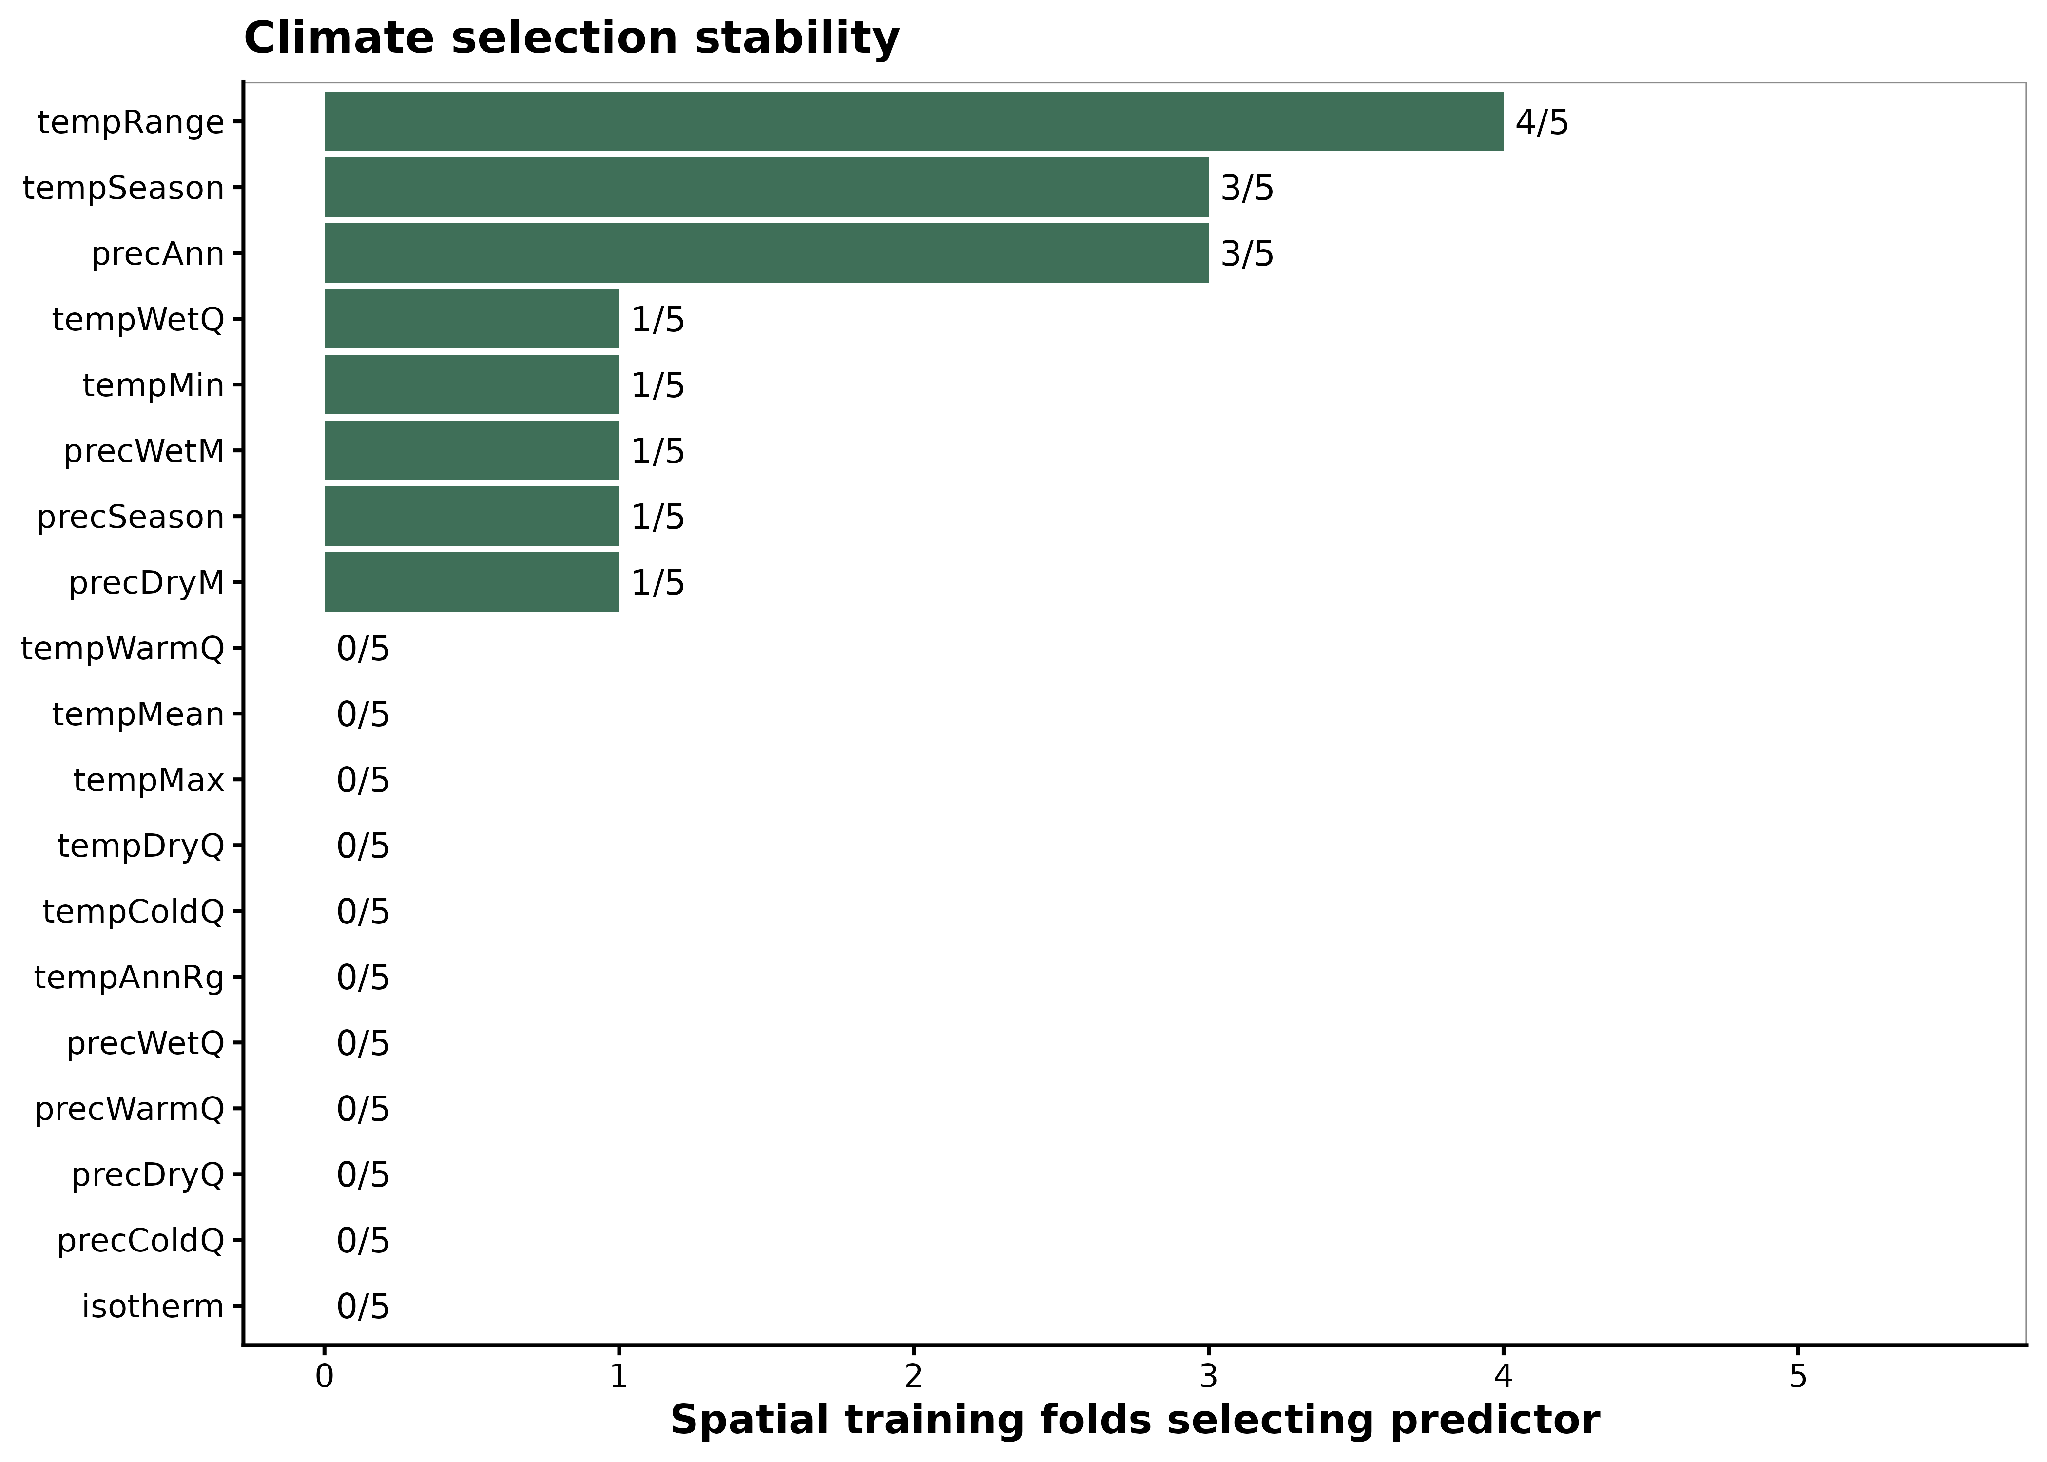 Climate selection stability
tempRange 4/5
tempSeason 3/5
precAnn 3/5
tempWetQ 1/5
tempMin 1/5
precWetM 1/5
precSeason 1/5
precDryM 1/5
tempWarmQ 0/5
tempMean 0/5
tempMax 0/5
tempDryQ 0/5
tempColdQ 0/5
tempAnnRg 0/5
precWetQ 0/5
precWarmQ 0/5
precDryQ 0/5
precColdQ 0/5
isotherm 0/5
0 1 2 3 4 5
Spatial training folds selecting predictor